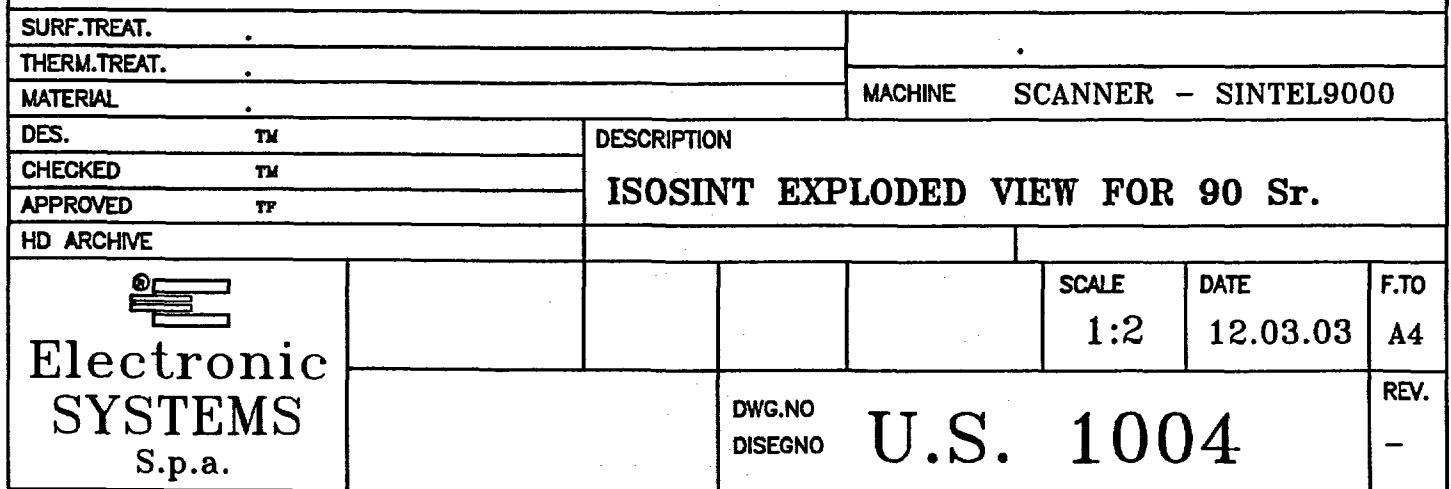 SURF.TREAT. .
THERM.TREAT. .
MATERIAL .
.
MACHINE SCANNER - SINTEL9000
DES. TM
CHECKED TM
APPROVED TF
HD ARCHIVE
DESCRIPTION
ISOSINT EXPLODED VIEW FOR 90 Sr.
®
Electronic
SYSTEMS
S.p.a.
SCALE
1:2
DATE
12.03.03
F.TO
A4
DWG.NO
DISEGNO
U.S. 1004
REV.
-